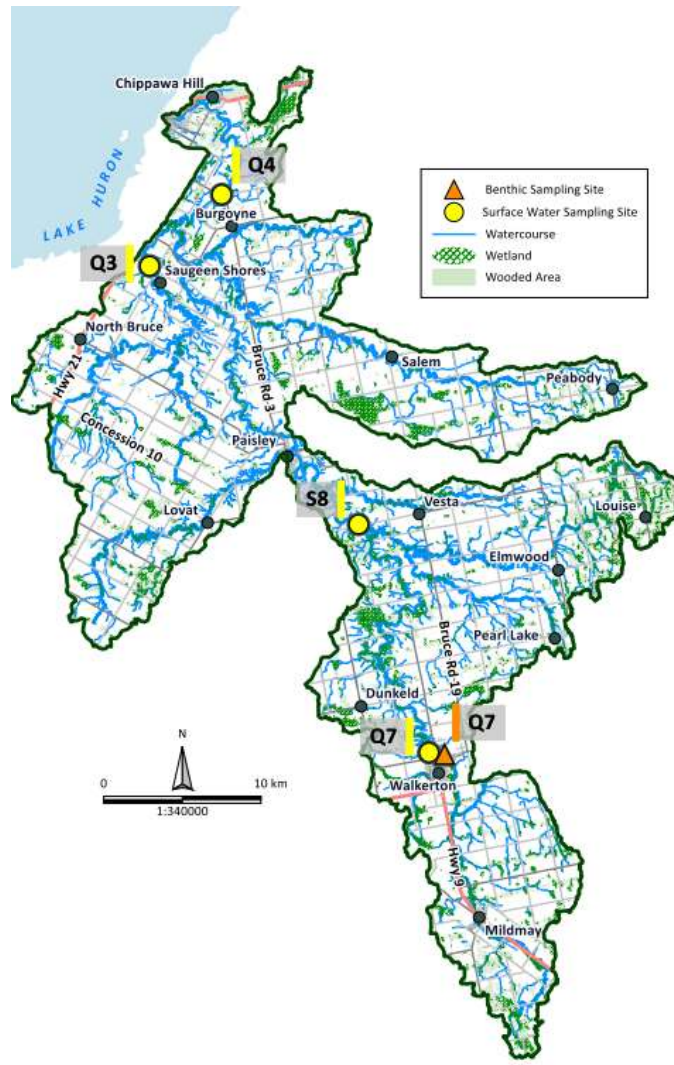 Chippawa Hill
LAKE HURON
Q4
Burgoyne
Q3
Saugeen Shores
Benthic Sampling Site
Surface Water Sampling Site
Watercourse
Wetland
Wooded Area
North Bruce
Hwy 21
Bruce Rd 3
Salem
Peabody
Concession 10
Paisley
S8
Vesta
Louise
Lovat
Elmwood
Pearl Lake
Bruce Rd 19
Dunkeld
Q7
Q7
N
0
10 km
1:340000
Walkerton
Hwy 9
Mildmay